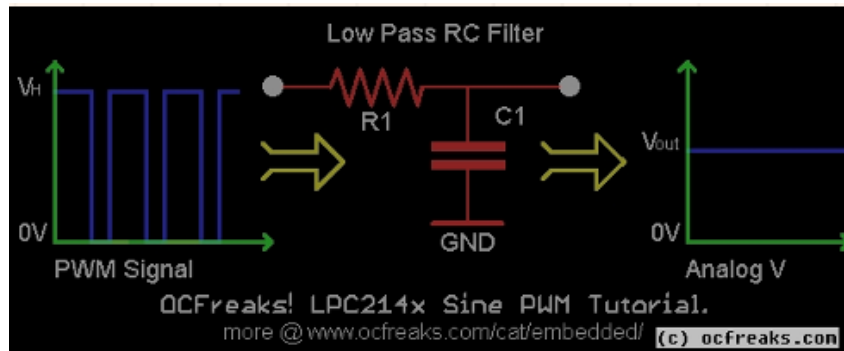 Low Pass RC Filter
VH
R1
C1
Vout
0V
GND
0V
PWM Signal
Analog V
OCFreaks! LPC214x Sine PWM Tutorial.
more @ www.ocfreaks.com/cat/embedded/
(c) ocfreaks.com